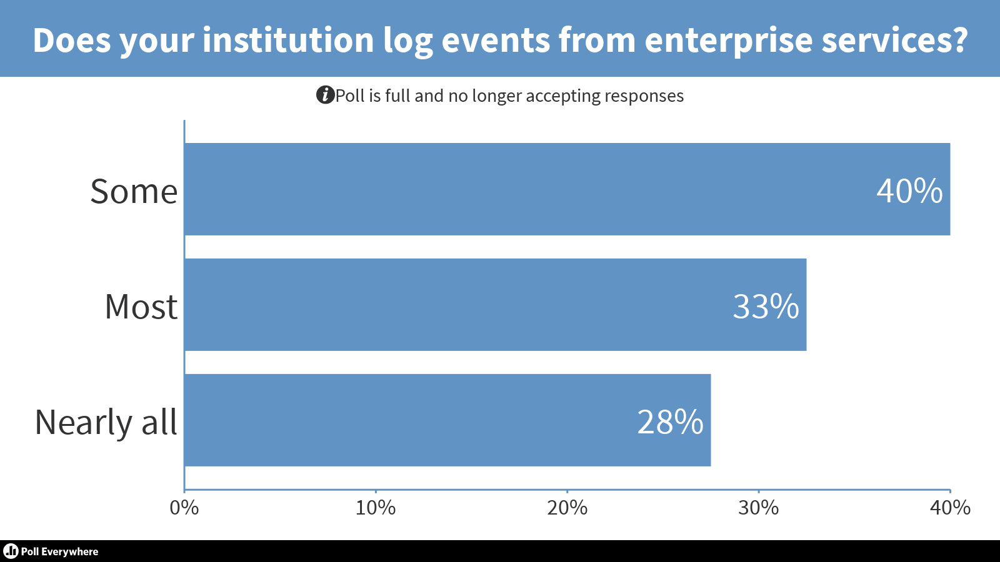 Does your institution log events from enterprise services?
Poll is full and no longer accepting responses
Some
40%
Most
33%
Nearly all
28%
0% 10% 20% 30% 40%
Poll Everywhere